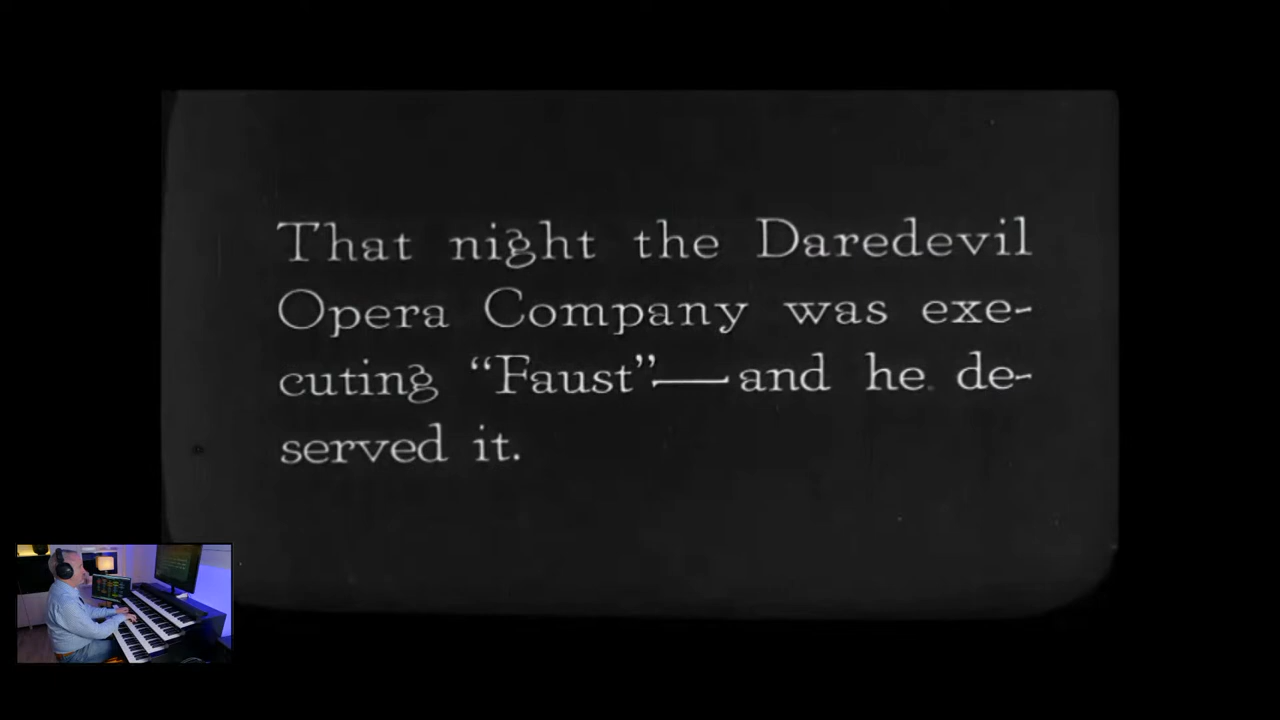 That night the Daredevil
Opera Company was exe-
cuting “Faust”—and he de-
served it.